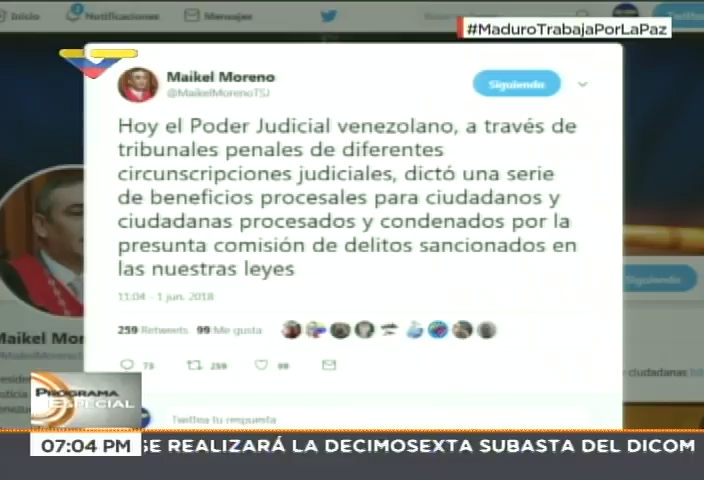 Inicio Notificaciones Mensajes
#MaduroTrabajaPorLaPaz
Maikel Moreno
@MaikelMorenoTSJ
Siguiendo
Hoy el Poder Judicial venezolano, a través de
tribunales penales de diferentes
circunscripciones judiciales, dictó una serie
de beneficios procesales para ciudadanos y
ciudadanas procesados y condenados por la
presunta comisión de delitos sancionados en
las nuestras leyes
11:04 - 1 jun. 2018
259 Retweets 99 Me gusta
73 259 99
Twittea tu respuesta
Siguiendo
Maikel Mor
ciudadanas
PROGRAMA
ESPECIAL
07:04 PM SE REALIZARÁ LA DECIMOSEXTA SUBASTA DEL DICOM